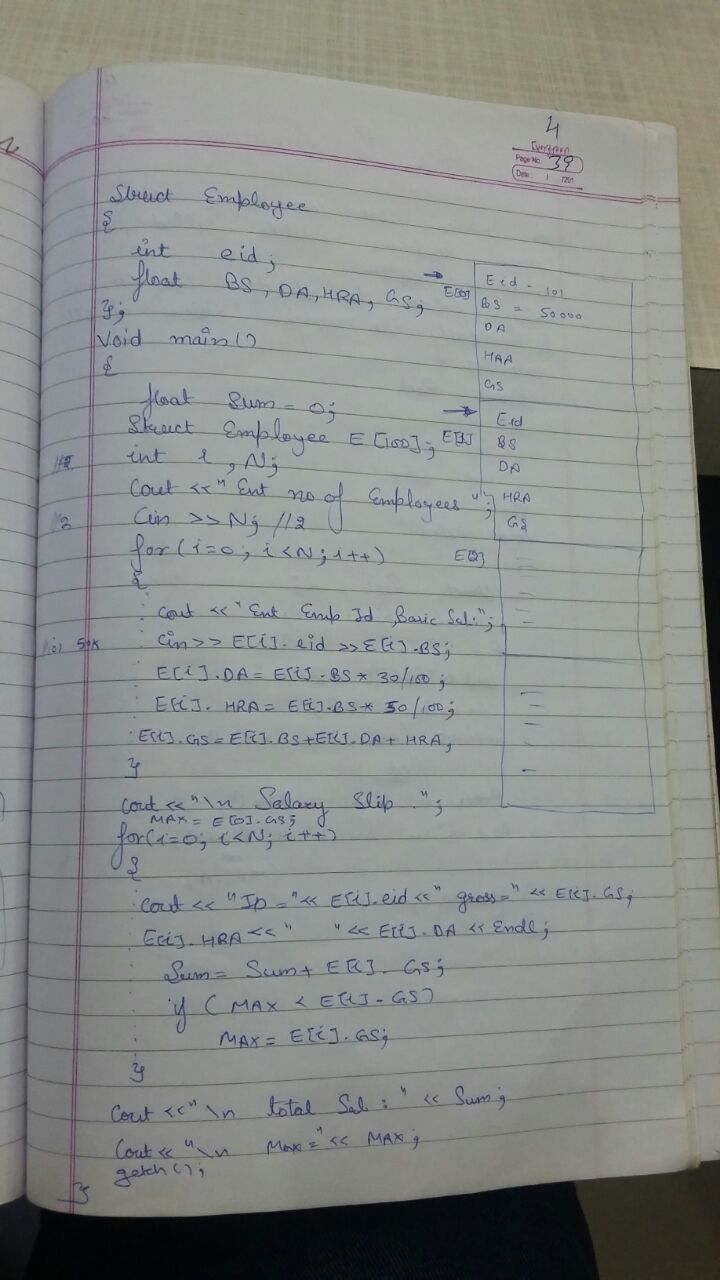 4
Evergreen
Page No. 39
Date: / /201
Struct Employee
{
int eid;
float BS, DA, HRA, GS;
};
Void main()
{
float Sum = 0;
Struct Employee E[100];
int i, N;
Cout <<"Ent no of Employees";
2
Cin >> N; //2
for(i=0; i<N; i++)
{
cout << "Ent Emp Id, Basic Sal:";
101 50K
Cin>> E[i].eid >> E[i].BS;
E[i].DA = E[i].BS * 30/100;
E[i].HRA = E[i].BS * 50/100;
E[i].GS = E[i].BS+E[i].DA+ HRA;
}
cout <<"\n Salary Slip ";
MAX = E[0].GS;
for(i=0; i<N; i++)
{
Cout << "ID ="<< E[i].eid <<" gross=" << E[i].GS;
E[i].HRA <<" "<< E[i].DA << Endl;
Sum = Sum + E[i].GS;
if (MAX < E[i].GS)
MAX = E[i].GS;
}
Cout <<"\n total Sal : " << Sum;
Cout<< "\n Max=" << MAX;
getch();
}
E[0]
Eid - 101
BS = 50000
DA
HRA
GS
E[1]
Eid
BS
DA
HRA
GS
E[2]